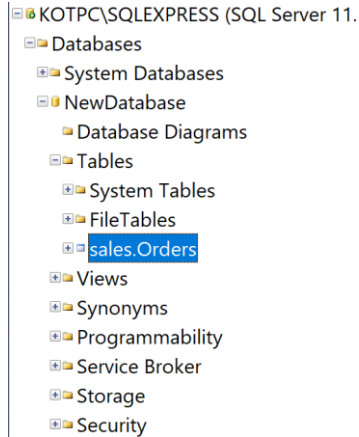 KOTPC\SQLEXPRESS (SQL Server 11.
Databases
System Databases
NewDatabase
Database Diagrams
Tables
System Tables
FileTables
sales.Orders
Views
Synonyms
Programmability
Service Broker
Storage
Security